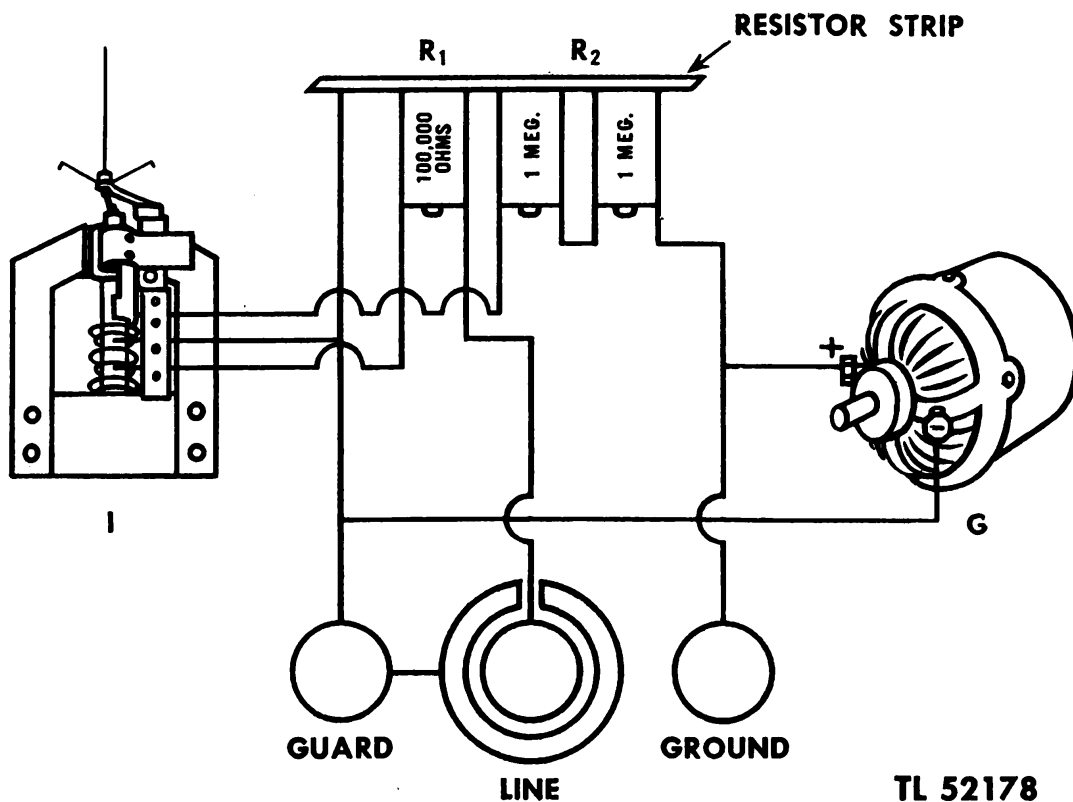 RESISTOR STRIP
R1
R2
100,000
OHMS
1 MEG.
1 MEG.
+
-
I
G
GUARD
GROUND
LINE
TL 52178